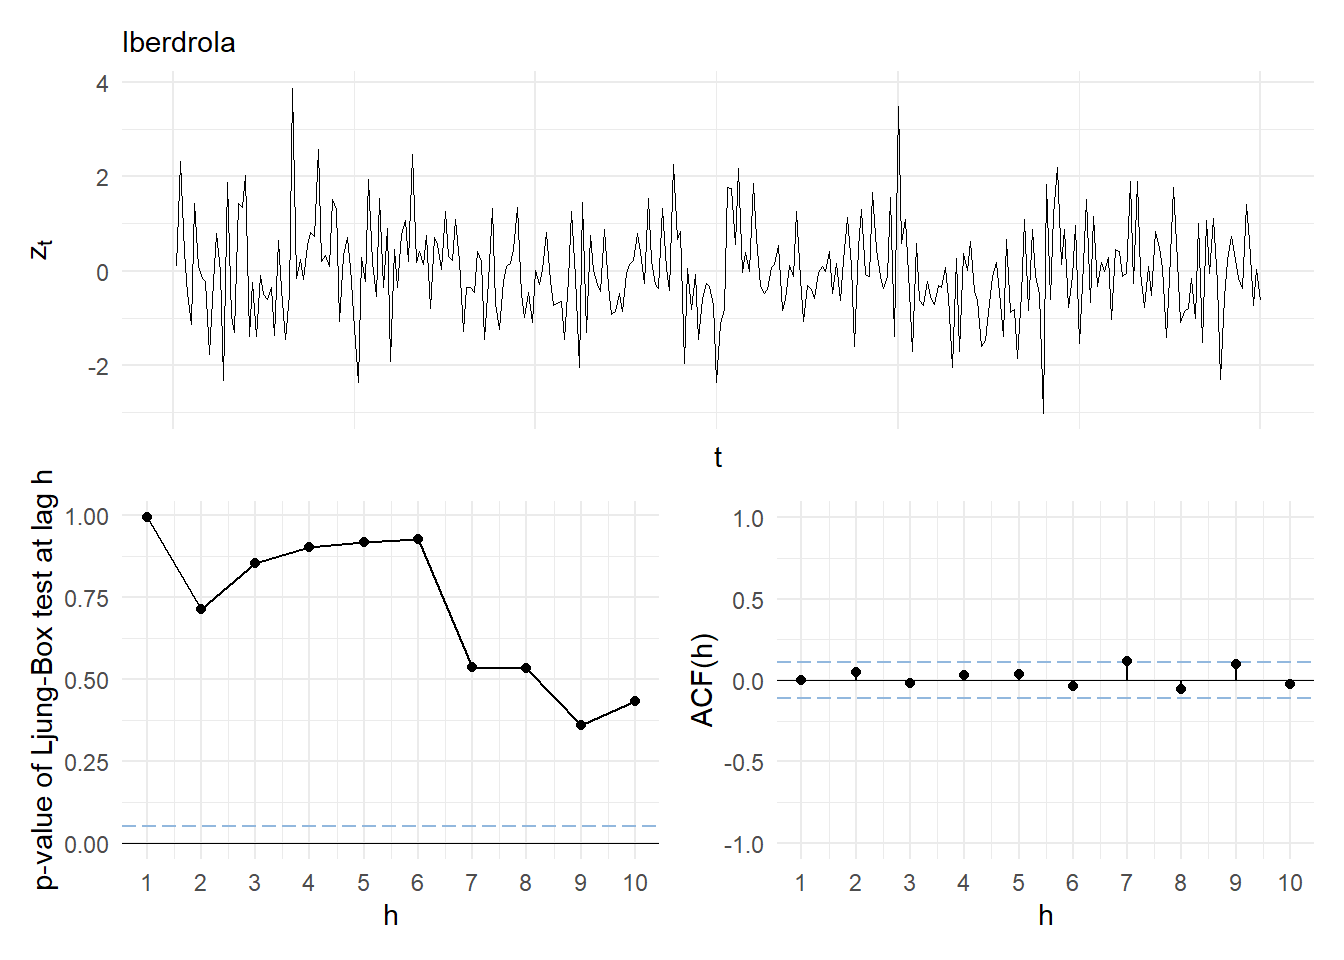 Iberdrola
4
2
0
-2
zt
t
p-value of Ljung-Box test at lag h
1.00
0.75
0.50
0.25
0.00
1 2 3 4 5 6 7 8 9 10
h
ACF(h)
1.0
0.5
0.0
-0.5
-1.0
1 2 3 4 5 6 7 8 9 10
h